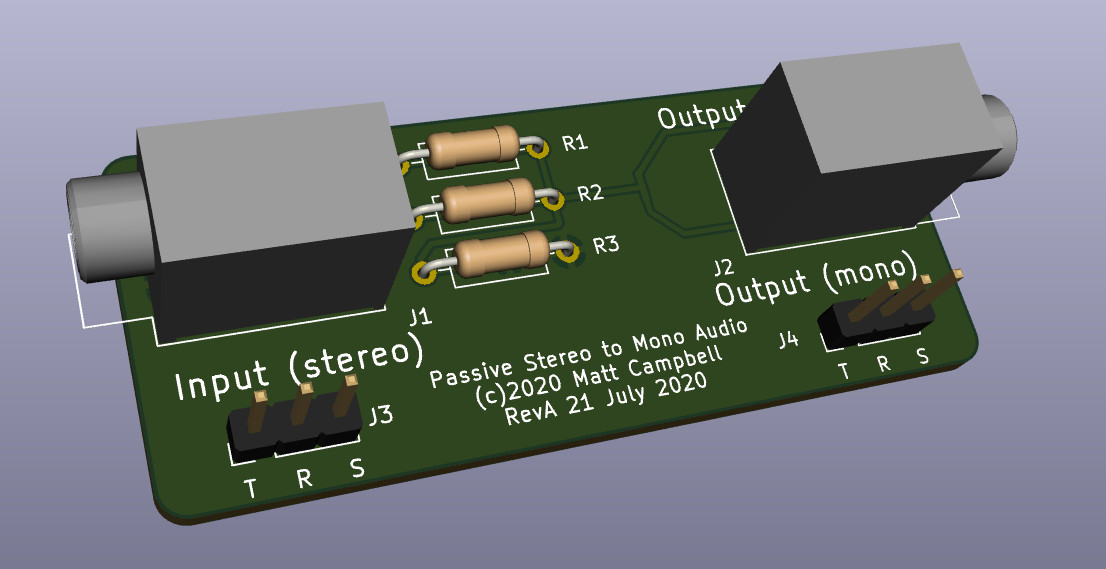 Output
R1
R2
R3
J2
Output (mono)
J1
Input (stereo)
J4
T R S
Passive Stereo to Mono Audio
(c)2020 Matt Campbell
RevA 21 July 2020
J3
T R S